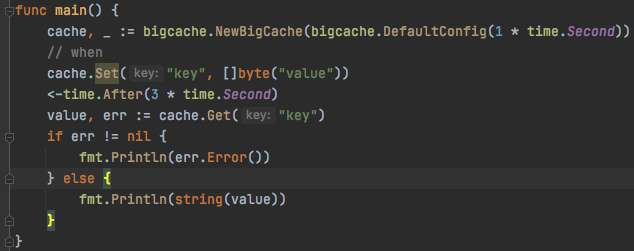 func main() {
    cache, _ := bigcache.NewBigCache(bigcache.DefaultConfig(1 * time.Second))
    // when
    cache.Set( key: "key", []byte("value"))
    <-time.After(3 * time.Second)
    value, err := cache.Get( key: "key")
    if err != nil {
        fmt.Println(err.Error())
    } else {
        fmt.Println(string(value))
    }
}